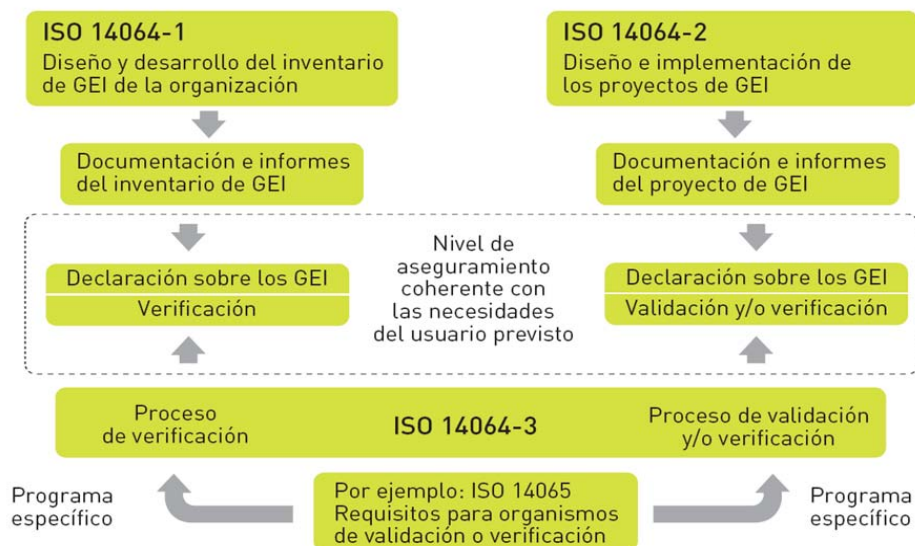 ISO 14064-1
Diseño y desarrollo del inventario
de GEI de la organización
ISO 14064-2
Diseño e implementación de
los proyectos de GEI
Documentación e informes
del inventario de GEI
Documentación e informes
del proyecto de GEI
Declaración sobre los GEI
Verificación
Nivel de
aseguramiento
coherente con
las necesidades
del usuario previsto
Declaración sobre los GEI
Validación y/o verificación
Proceso
de verificación
ISO 14064-3
Proceso de validación
y/o verificación
Programa
específico
Por ejemplo: ISO 14065
Requisitos para organismos
de validación o verificación
Programa
específico